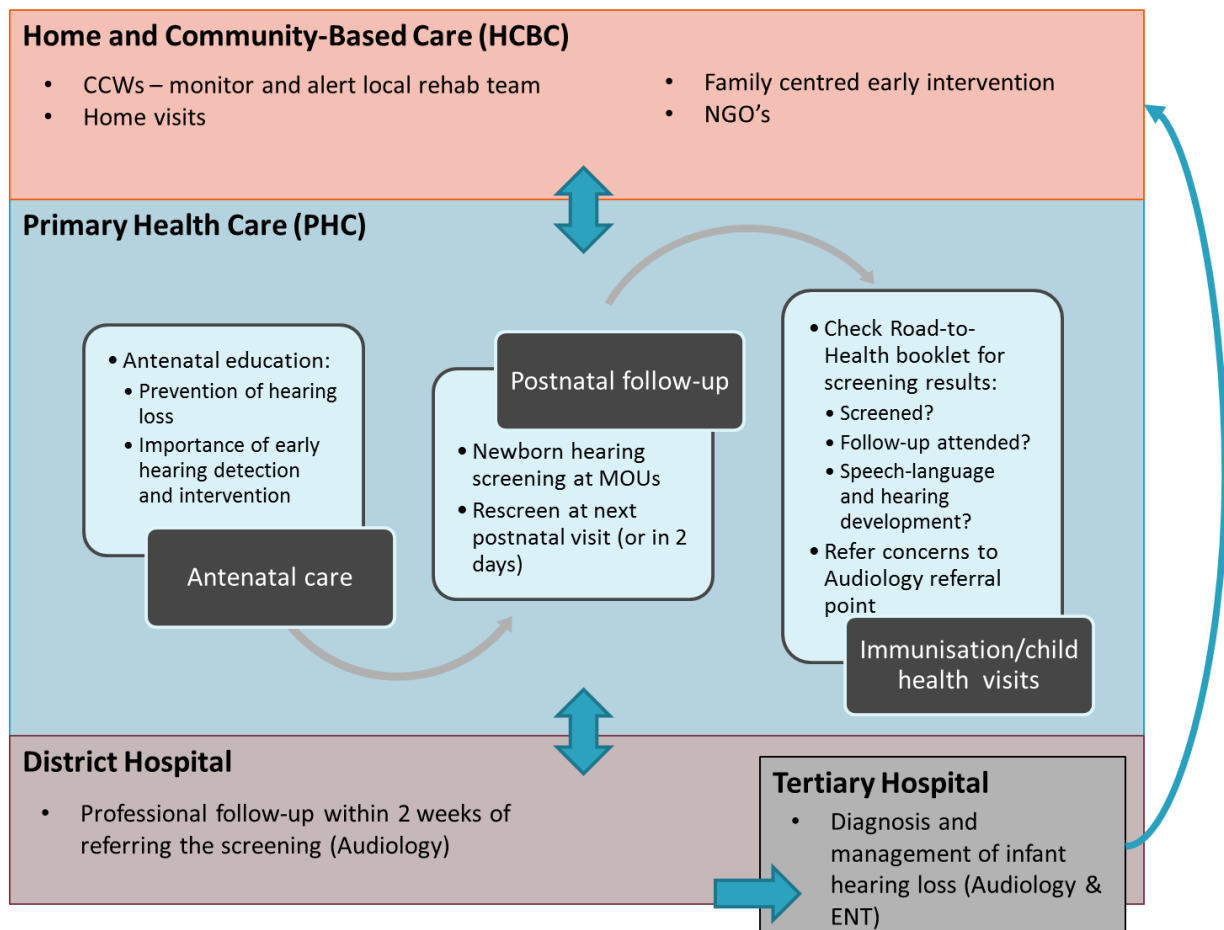 Home and Community-Based Care (HCBC)
• CCWs – monitor and alert local rehab team
• Home visits
• Family centred early intervention
• NGO's
Primary Health Care (PHC)
• Antenatal education:
• Prevention of hearing
loss
• Importance of early
hearing detection
and intervention
Antenatal care
Postnatal follow-up
• Newborn hearing
screening at MOUs
• Rescreen at next
postnatal visit (or in 2
days)
• Check Road-to-
Health booklet for
screening results:
• Screened?
• Follow-up attended?
• Speech-language
and hearing
development?
• Refer concerns to
Audiology referral
point
Immunisation/child
health visits
District Hospital
• Professional follow-up within 2 weeks of
referring the screening (Audiology)
Tertiary Hospital
• Diagnosis and
management of infant
hearing loss (Audiology &
ENT)